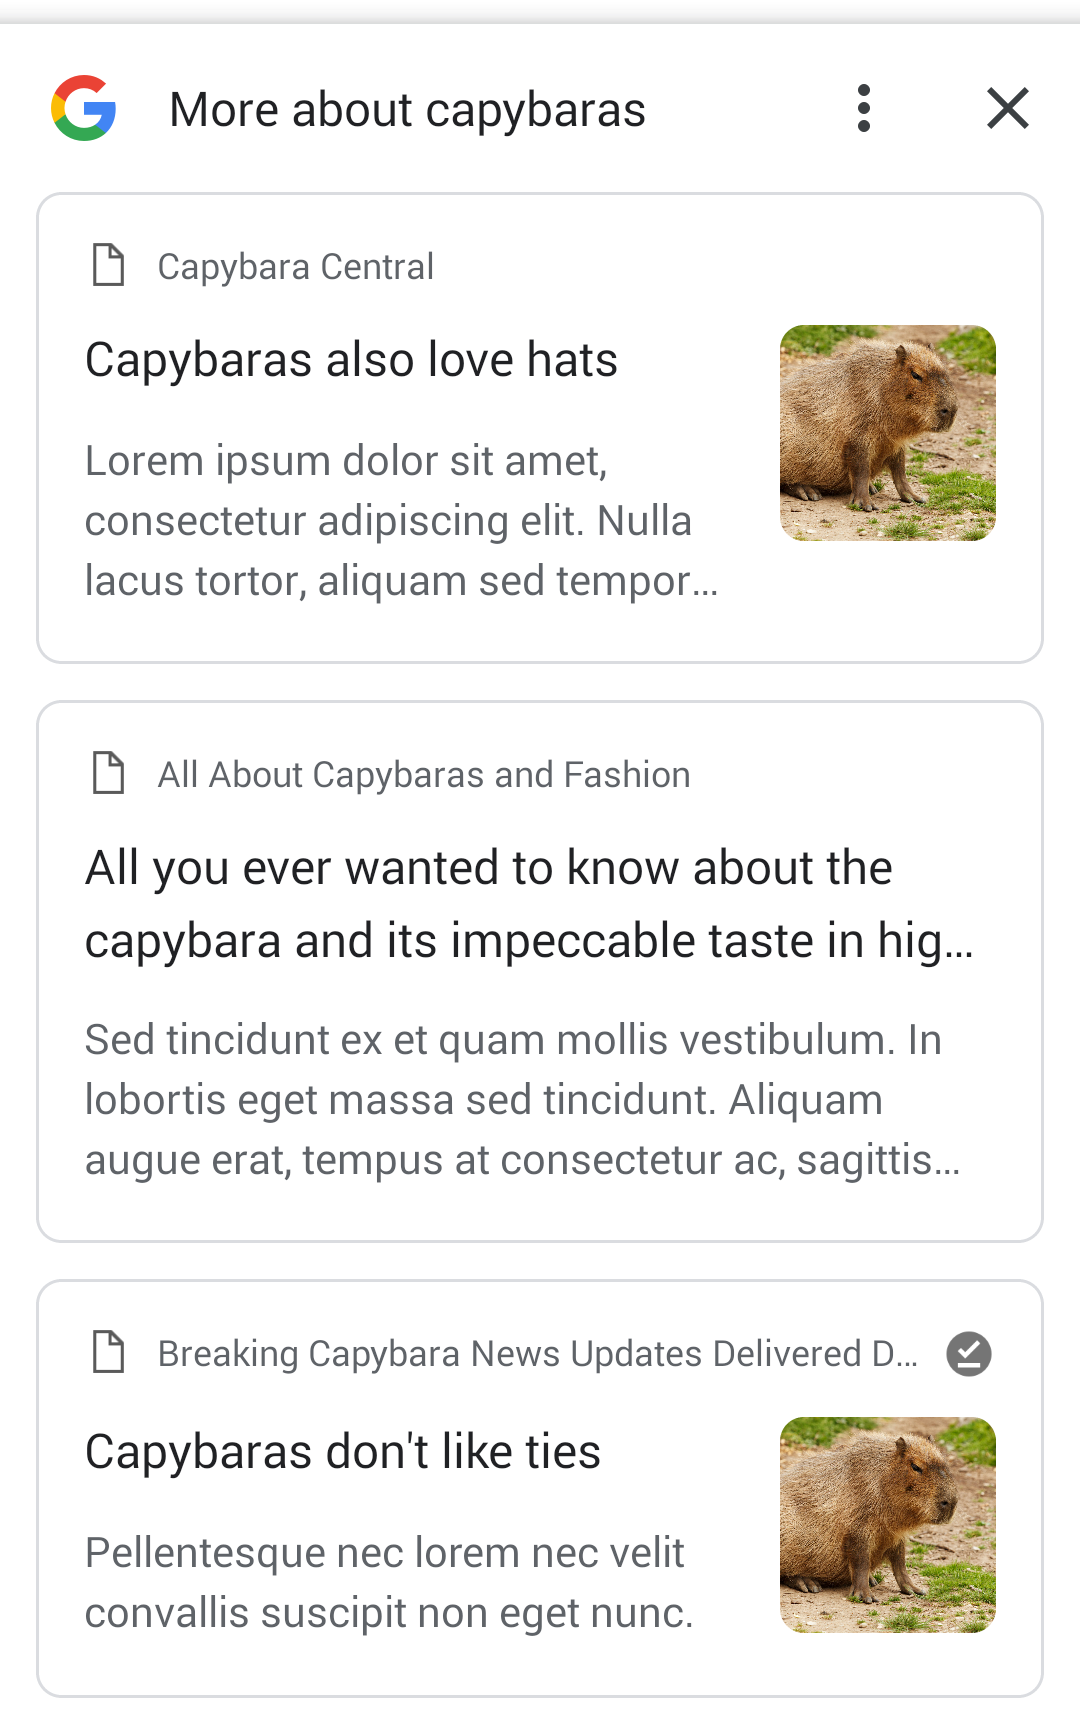 More about capybaras
Capybara Central
Capybaras also love hats
Lorem ipsum dolor sit amet,
consectetur adipiscing elit. Nulla
lacus tortor, aliquam sed tempor…
All About Capybaras and Fashion
All you ever wanted to know about the
capybara and its impeccable taste in hig…
Sed tincidunt ex et quam mollis vestibulum. In
lobortis eget massa sed tincidunt. Aliquam
augue erat, tempus at consectetur ac, sagittis…
Breaking Capybara News Updates Delivered D…
Capybaras don't like ties
Pellentesque nec lorem nec velit
convallis suscipit non eget nunc.